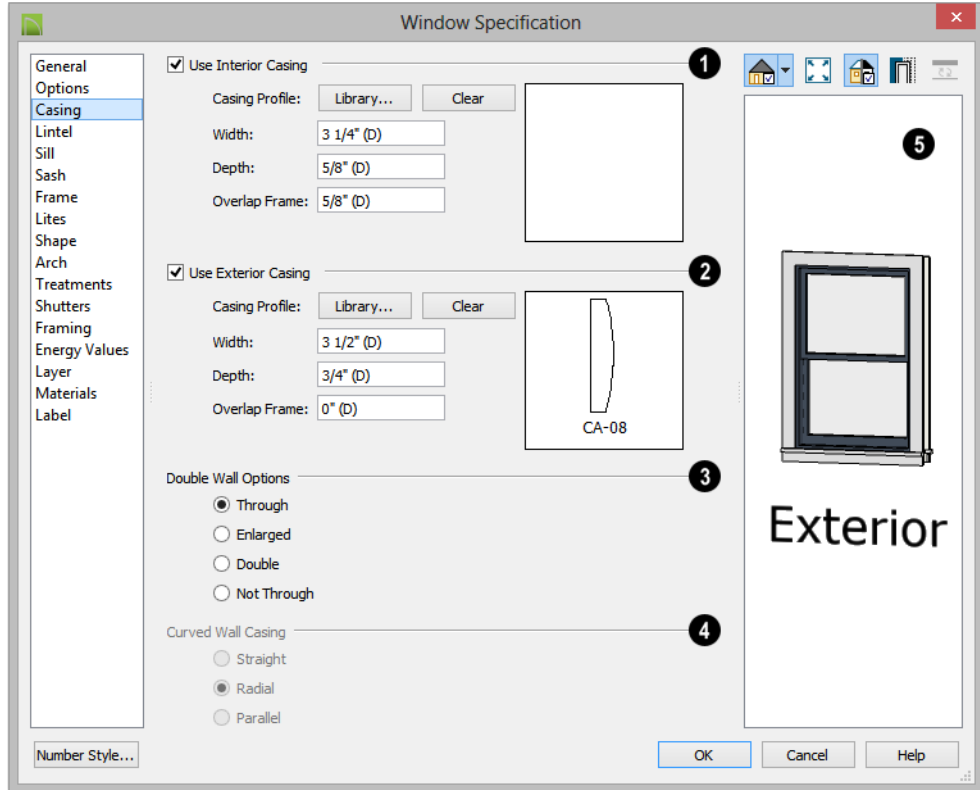 Window Specification
General
Options
Casing
Lintel
Sill
Sash
Frame
Lites
Shape
Arch
Treatments
Shutters
Framing
Energy Values
Layer
Materials
Label
Number Style...
Use Interior Casing
1
Casing Profile: Library... Clear
Width: 3 1/4" (D)
Depth: 5/8" (D)
Overlap Frame: 5/8" (D)
Use Exterior Casing
2
Casing Profile: Library... Clear
Width: 3 1/2" (D)
Depth: 3/4" (D)
Overlap Frame: 0" (D)
CA-08
Double Wall Options
3
Through
Enlarged
Double
Not Through
Curved Wall Casing
4
Straight
Radial
Parallel
5
Exterior
OK Cancel Help